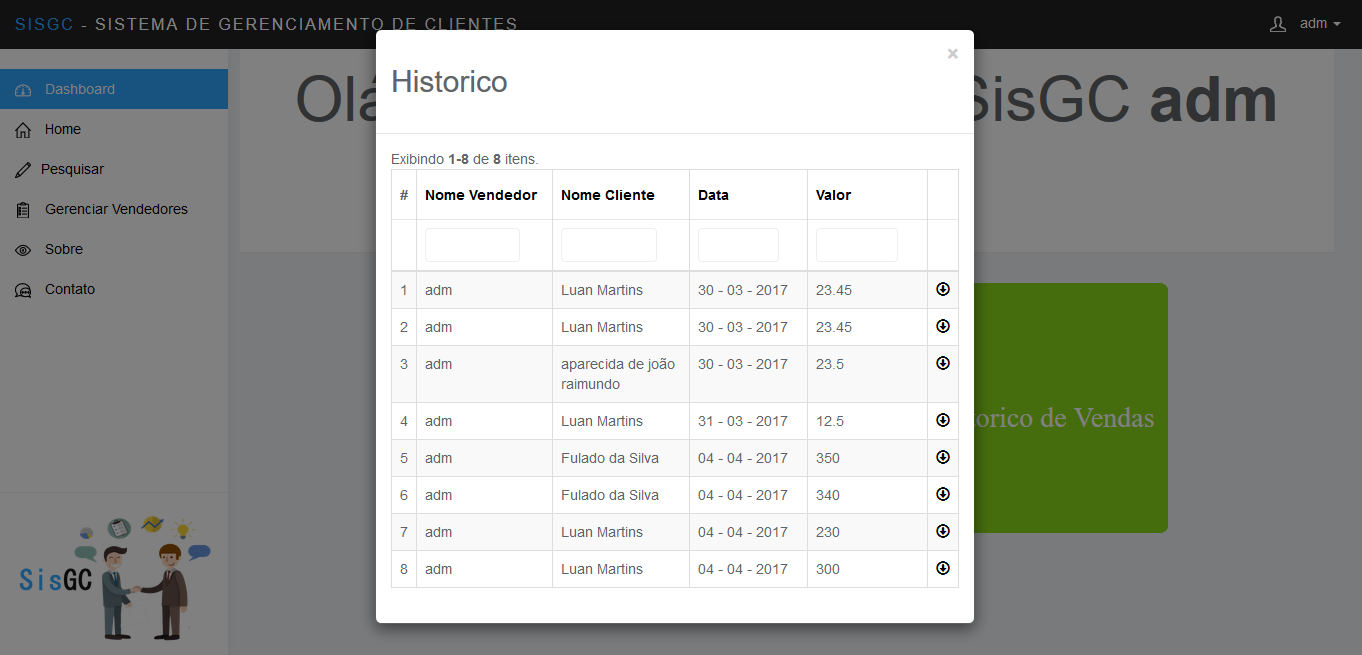 SISGC - SISTEMA DE GERENCIAMENTO DE CLIENTES
adm
Dashboard
Home
Pesquisar
Gerenciar Vendedores
Sobre
Contato
SisGC
Olá
SisGC adm
orico de Vendas
×
Historico
Exibindo 1-8 de 8 itens.
# Nome Vendedor Nome Cliente Data Valor
1 adm Luan Martins 30 - 03 - 2017 23.45
2 adm Luan Martins 30 - 03 - 2017 23.45
3 adm aparecida de joão raimundo 30 - 03 - 2017 23.5
4 adm Luan Martins 31 - 03 - 2017 12.5
5 adm Fulado da Silva 04 - 04 - 2017 350
6 adm Fulado da Silva 04 - 04 - 2017 340
7 adm Luan Martins 04 - 04 - 2017 230
8 adm Luan Martins 04 - 04 - 2017 300